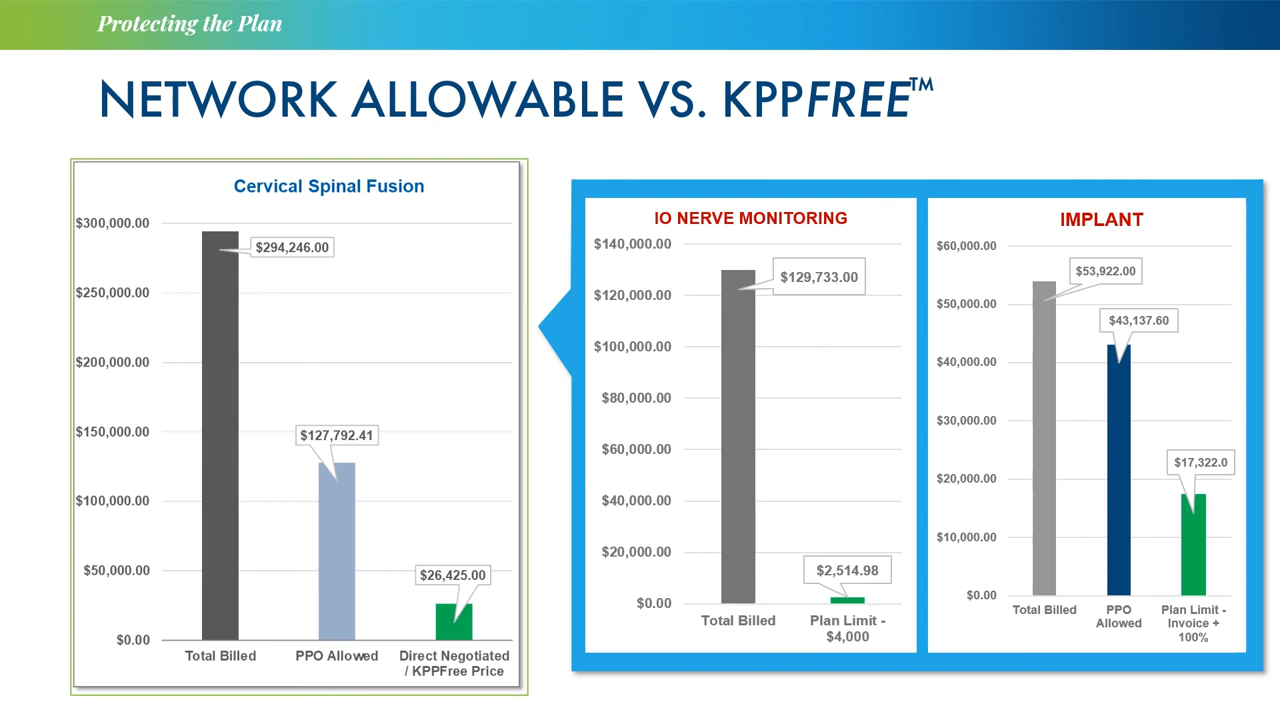 Protecting the Plan
NETWORK ALLOWABLE VS. KPPFREE™
Cervical Spinal Fusion
$300,000.00
$250,000.00
$200,000.00
$150,000.00
$100,000.00
$50,000.00
$0.00
$294,246.00
$127,792.41
$26,425.00
Total Billed
PPO Allowed
Direct Negotiated
/ KPPFree Price
IO NERVE MONITORING
$140,000.00
$120,000.00
$100,000.00
$80,000.00
$60,000.00
$40,000.00
$20,000.00
$0.00
$129,733.00
$2,514.98
Total Billed
Plan Limit -
$4,000
IMPLANT
$60,000.00
$50,000.00
$40,000.00
$30,000.00
$20,000.00
$10,000.00
$0.00
$53,922.00
$43,137.60
$17,322.0
Total Billed
PPO
Allowed
Plan Limit -
Invoice +
100%